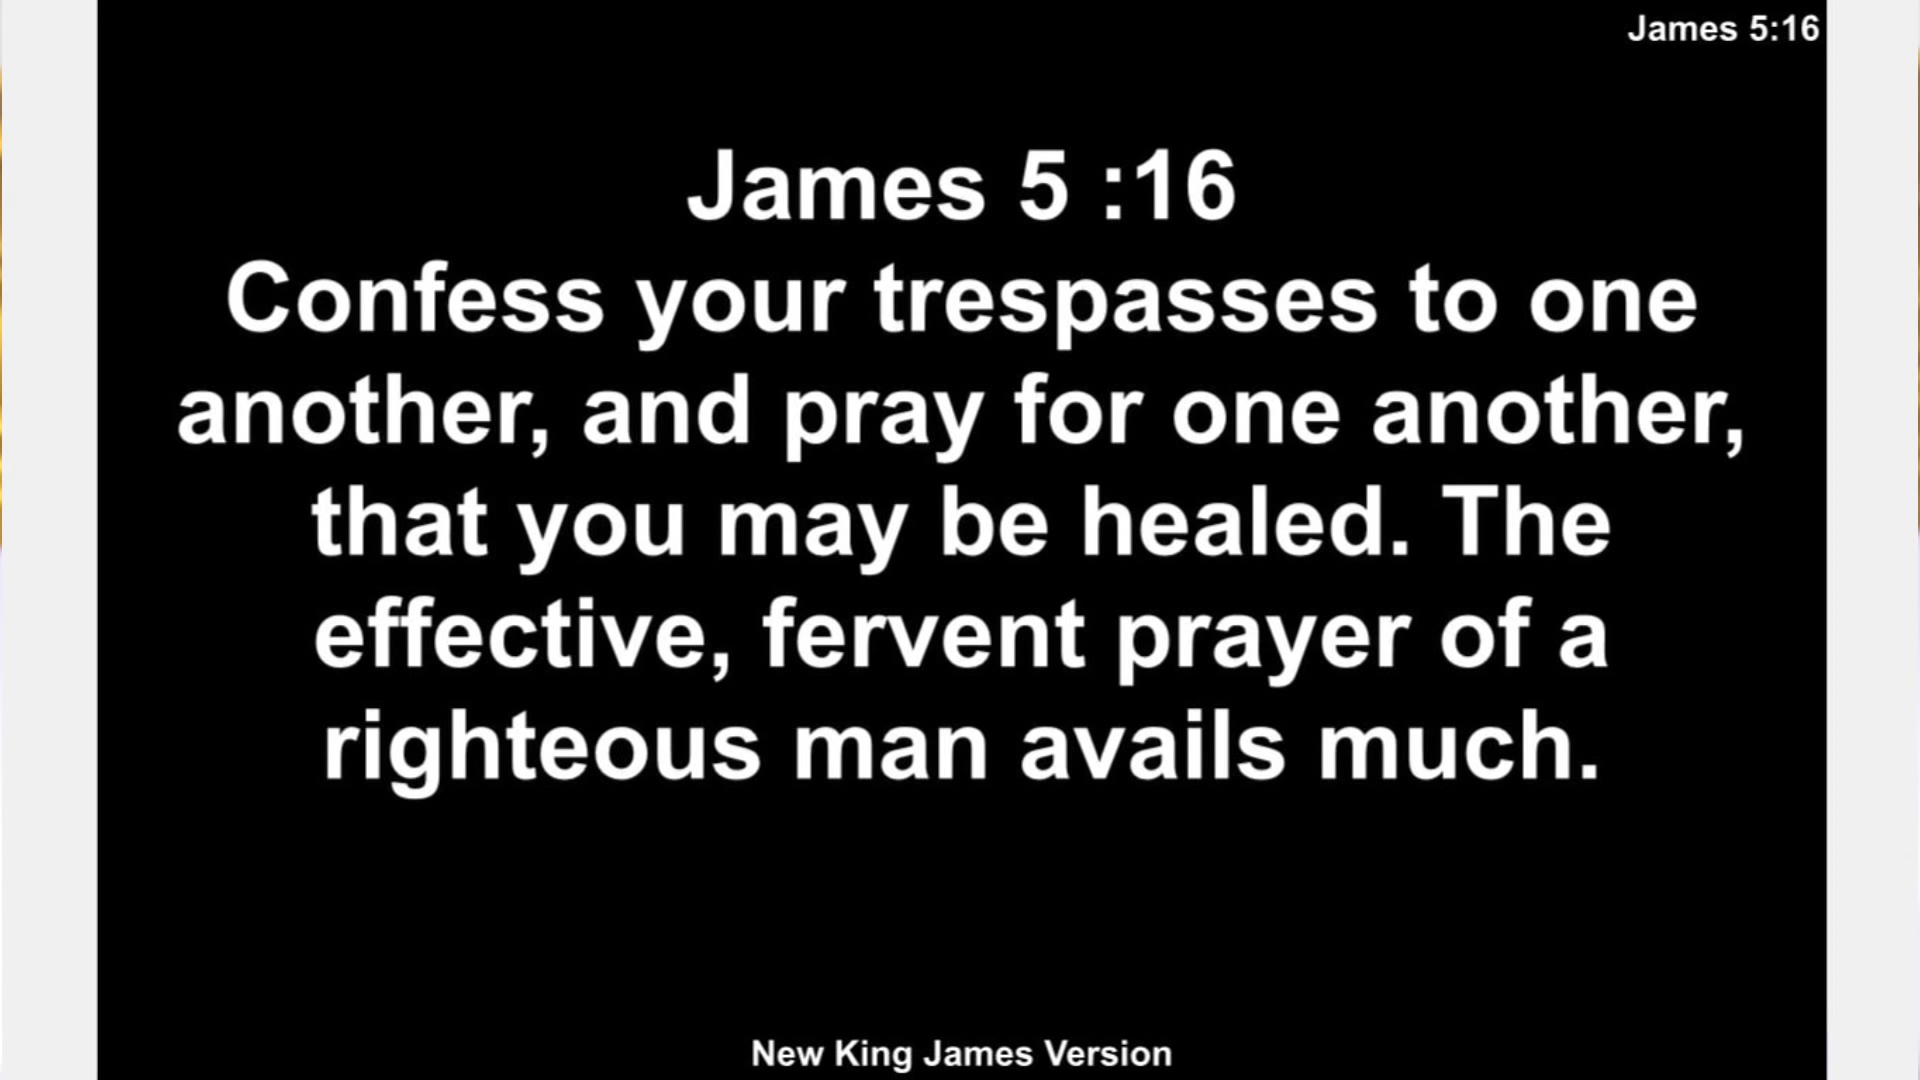 James 5:16
James 5 :16
Confess your trespasses to one
another, and pray for one another,
that you may be healed. The
effective, fervent prayer of a
righteous man avails much.
New King James Version